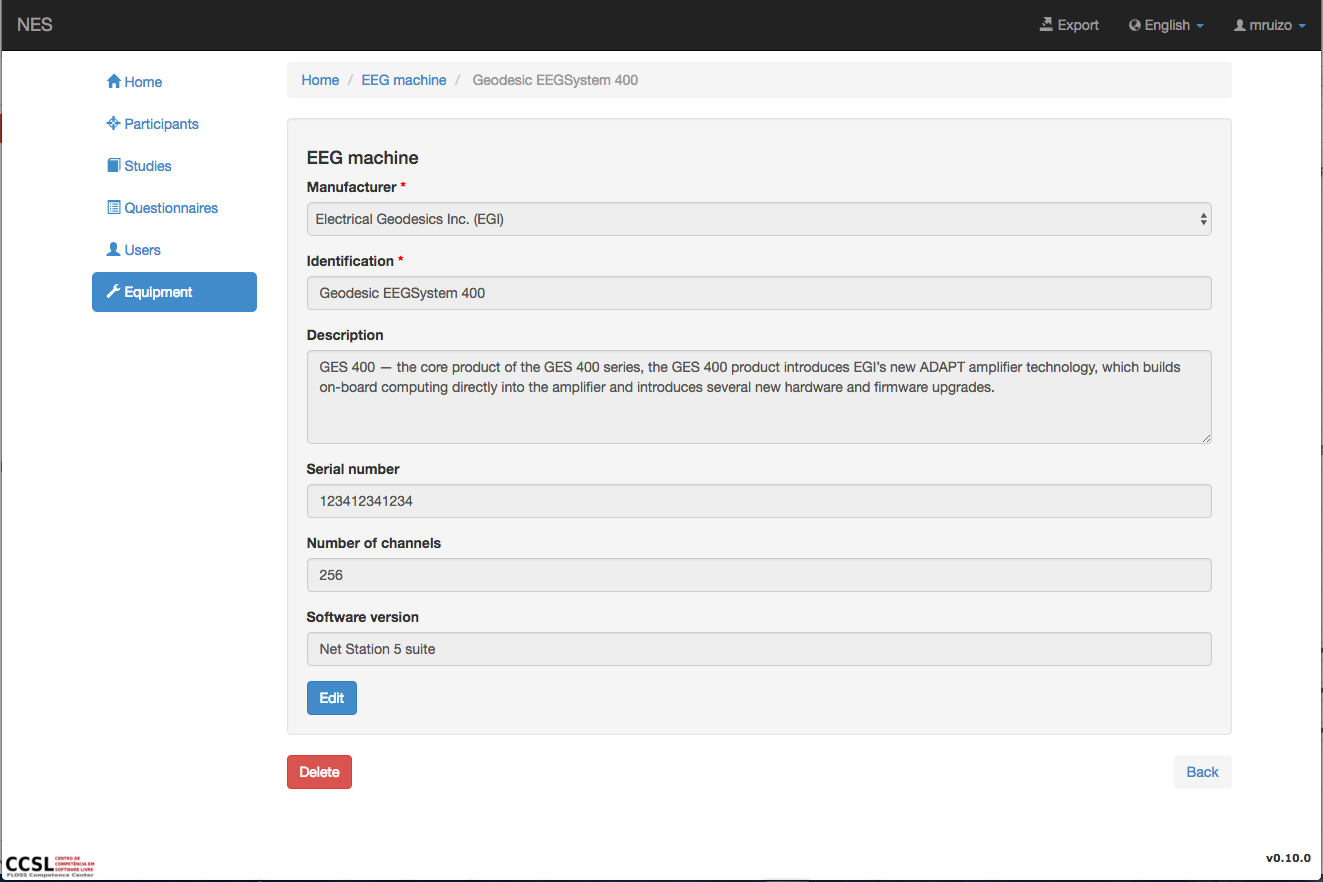 NES
Export English mruizo
Home
Participants
Studies
Questionnaires
Users
Equipment
Home / EEG machine / Geodesic EEGSystem 400
EEG machine
Manufacturer *
Electrical Geodesics Inc. (EGI)
Identification *
Geodesic EEGSystem 400
Description
GES 400 — the core product of the GES 400 series, the GES 400 product introduces EGI's new ADAPT amplifier technology, which builds
on-board computing directly into the amplifier and introduces several new hardware and firmware upgrades.
Serial number
123412341234
Number of channels
256
Software version
Net Station 5 suite
Edit
Delete
Back
CCSL
CENTRO DE
COMPETÊNCIA EM
SOFTWARE LIVRE
FLOSS Competence Center
v0.10.0